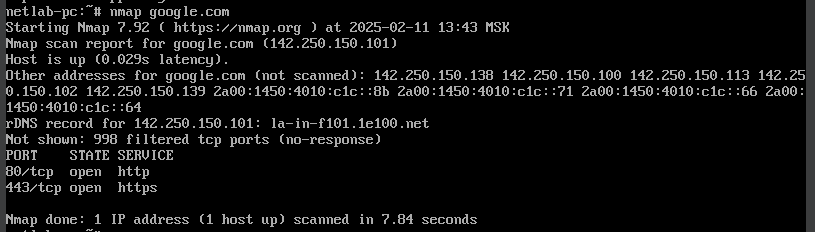 netlab-pc:~# nmap google.com
Starting Nmap 7.92 ( https://nmap.org ) at 2025-02-11 13:43 MSK
Nmap scan report for google.com (142.250.150.101)
Host is up (0.029s latency).
Other addresses for google.com (not scanned): 142.250.150.138 142.250.150.100 142.250.150.113 142.25
0.150.102 142.250.150.139 2a00:1450:4010:c1c::8b 2a00:1450:4010:c1c::71 2a00:1450:4010:c1c::66 2a00:
1450:4010:c1c::64
rDNS record for 142.250.150.101: la-in-f101.1e100.net
Not shown: 998 filtered tcp ports (no-response)
PORT    STATE SERVICE
80/tcp  open  http
443/tcp open  https
Nmap done: 1 IP address (1 host up) scanned in 7.84 seconds